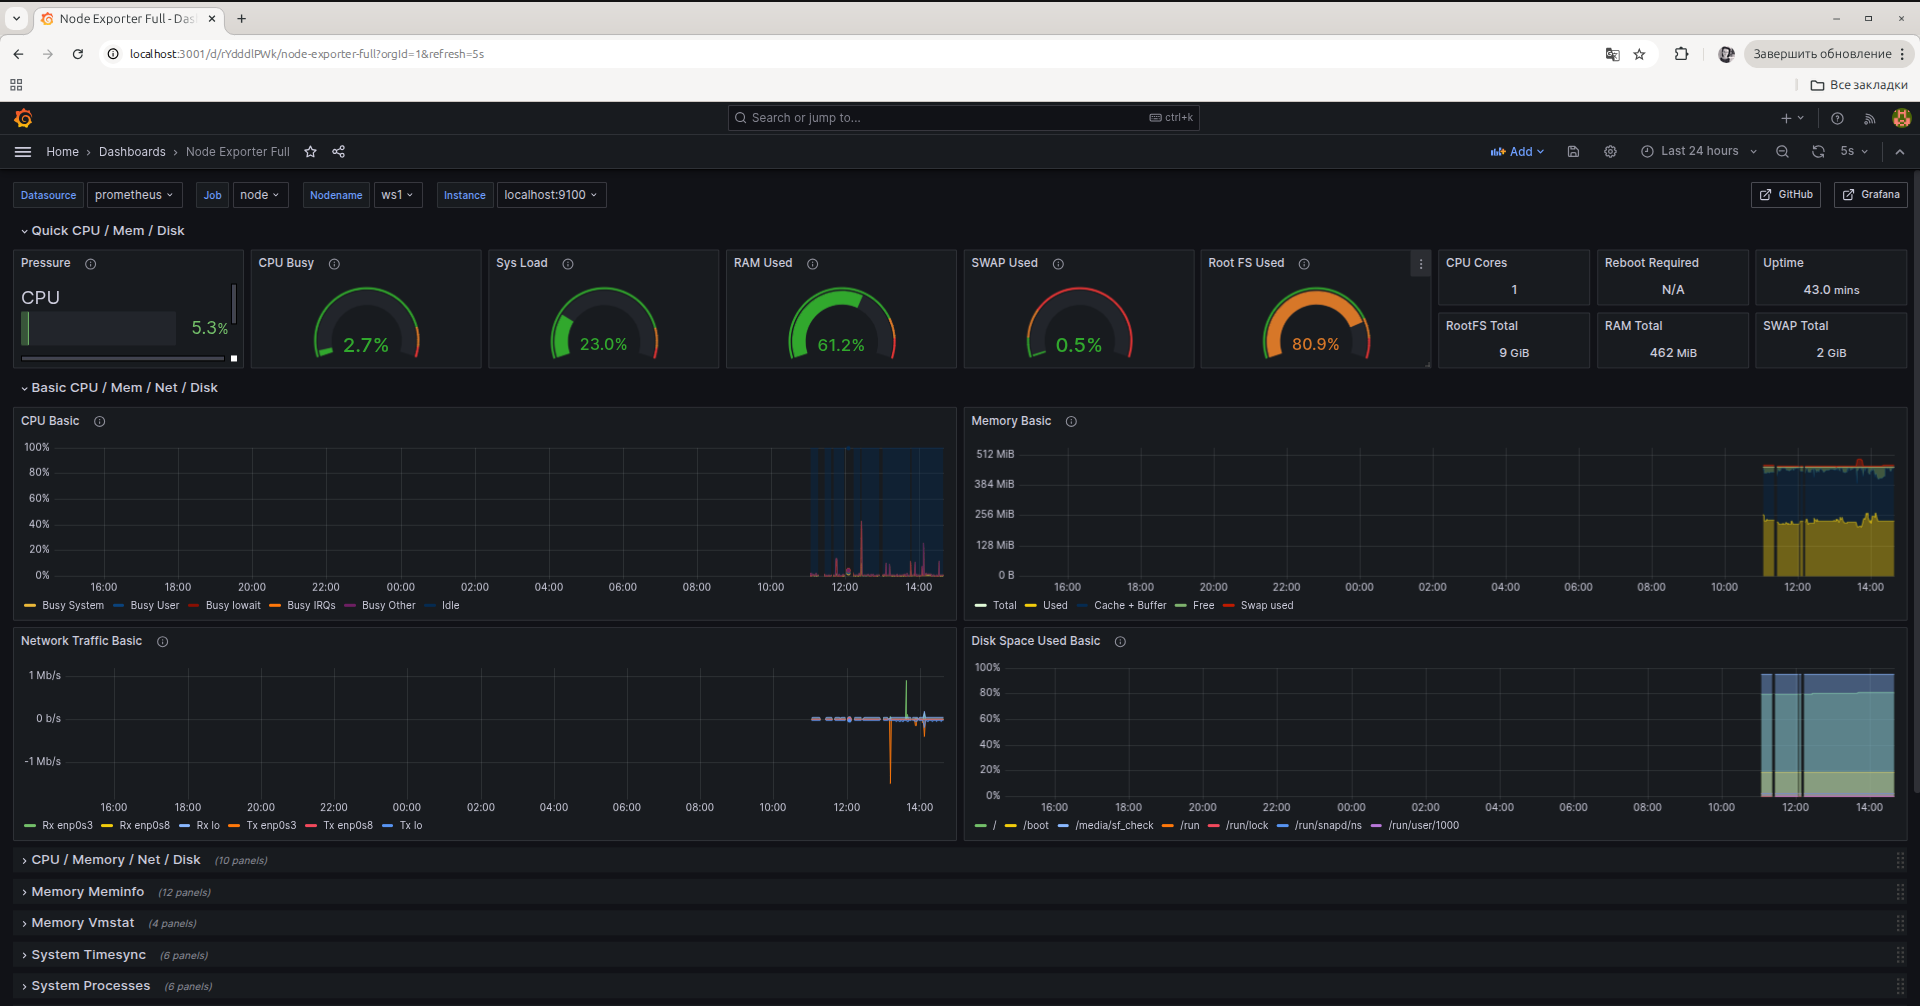 Node Exporter Full - Das
localhost:3001/d/rYdddlPWk/node-exporter-full?orgId=1&refresh=5s
Завершить обновление
Все закладки
Search or jump to...
ctrl+k
Home › Dashboards › Node Exporter Full
Add
Last 24 hours
5s
Datasource prometheus
Job node
Nodename ws1
Instance localhost:9100
GitHub
Grafana
Quick CPU / Mem / Disk
Pressure
CPU
5.3%
CPU Busy
2.7%
Sys Load
23.0%
RAM Used
61.2%
SWAP Used
0.5%
Root FS Used
80.9%
CPU Cores
1
Reboot Required
N/A
Uptime
43.0 mins
RootFS Total
9 GiB
RAM Total
462 MiB
SWAP Total
2 GiB
Basic CPU / Mem / Net / Disk
CPU Basic
100%
80%
60%
40%
20%
0%
16:00 18:00 20:00 22:00 00:00 02:00 04:00 06:00 08:00 10:00 12:00 14:00
Busy System Busy User Busy Iowait Busy IRQs Busy Other Idle
Memory Basic
512 MiB
384 MiB
256 MiB
128 MiB
0 B
16:00 18:00 20:00 22:00 00:00 02:00 04:00 06:00 08:00 10:00 12:00 14:00
Total Used Cache + Buffer Free Swap used
Network Traffic Basic
1 Mb/s
0 b/s
-1 Mb/s
16:00 18:00 20:00 22:00 00:00 02:00 04:00 06:00 08:00 10:00 12:00 14:00
Rx enp0s3 Rx enp0s8 Rx lo Tx enp0s3 Tx enp0s8 Tx lo
Disk Space Used Basic
100%
80%
60%
40%
20%
0%
16:00 18:00 20:00 22:00 00:00 02:00 04:00 06:00 08:00 10:00 12:00 14:00
/ /boot /media/sf_check /run /run/lock /run/snapd/ns /run/user/1000
CPU / Memory / Net / Disk (10 panels)
Memory Meminfo (12 panels)
Memory Vmstat (4 panels)
System Timesync (6 panels)
System Processes (6 panels)